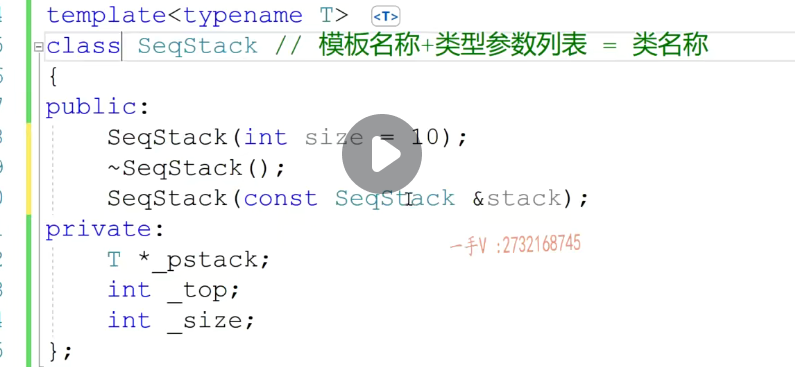 template<typename T> <T>
class SeqStack // 模板名称+类型参数列表 = 类名称
{
public:
SeqStack(int size = 10);
~SeqStack();
SeqStack(const SeqStack &stack);
private:
一手V :2732168745
T *_pstack;
int _top;
int _size;
};